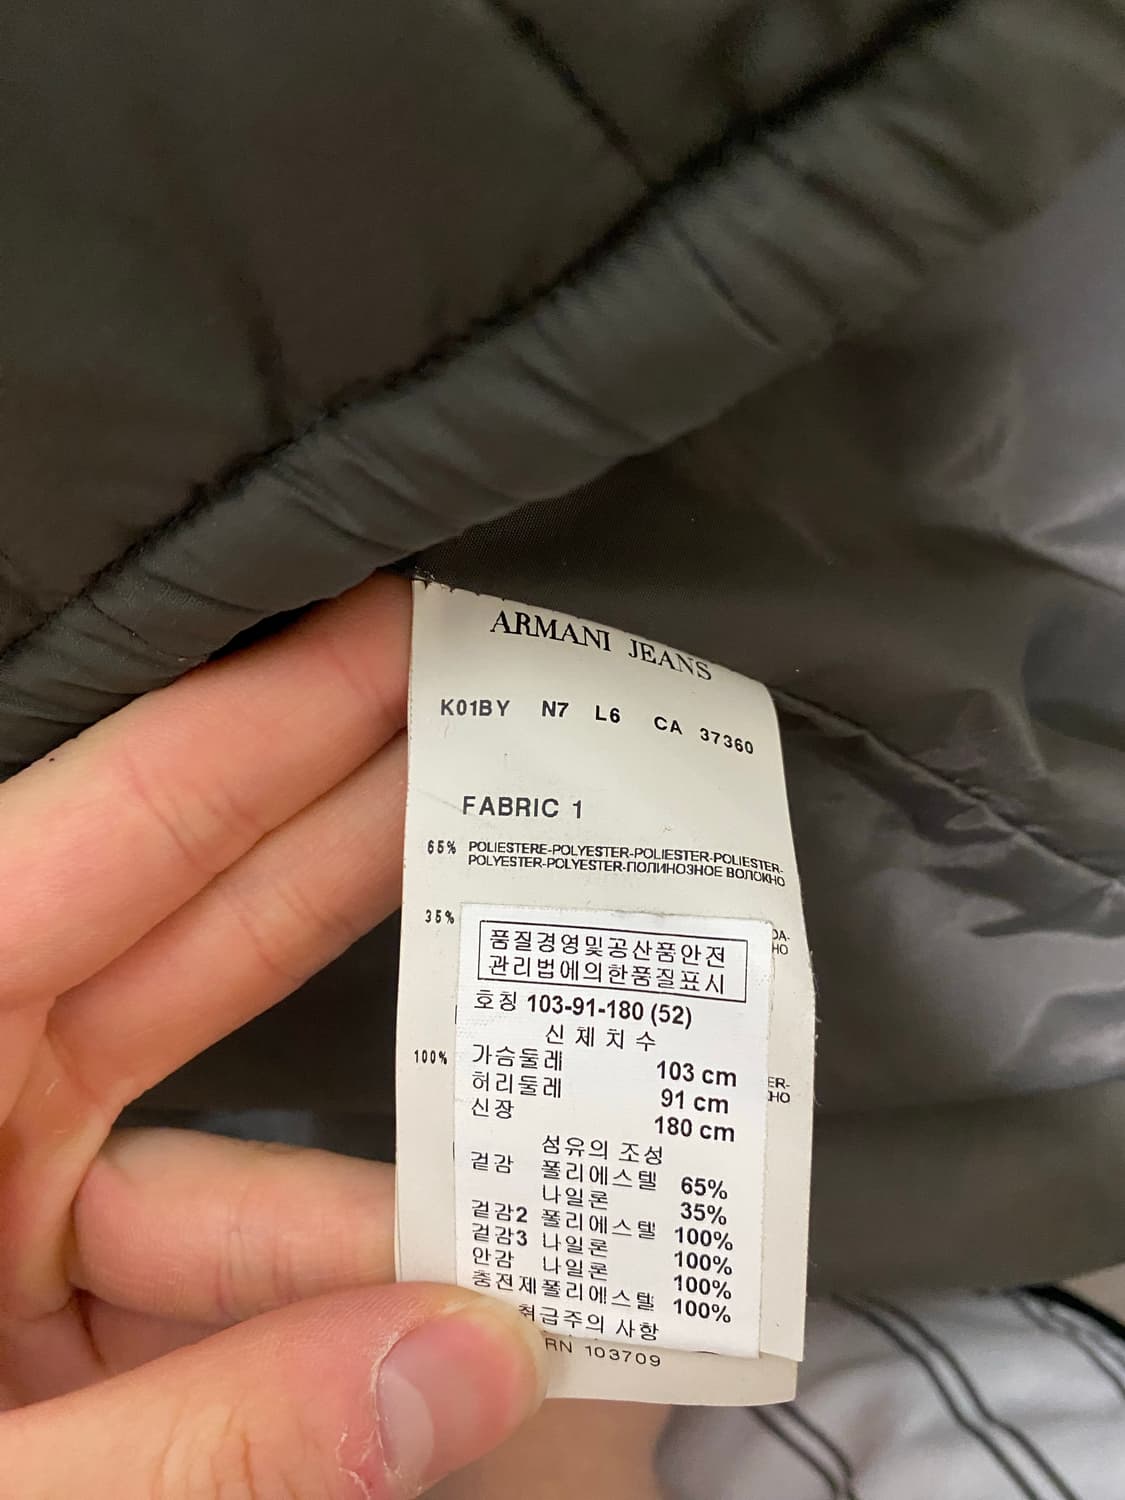 ARMANI JEANS
K01BY N7 L6 CA 37360
FABRIC 1
65% POLIESTERE-POLYESTER-POLIESTER-POLIESTER-
POLYESTER-POLYESTER-ПОЛИНОЗНОЕ ВОЛОКНО
35%
100%
품질경영및공산품안전
관리법에의한품질표시
호칭 103-91-180 (52)
신체치수
가슴둘레 103 cm
허리둘레 91 cm
신장 180 cm
섬유의 조성
겉감 폴리에스텔 65%
나일론 35%
겉감2 폴리에스텔 100%
겉감3 나일론 100%
안감 나일론 100%
충전제폴리에스텔 100%
취급주의 사항
RN 103709